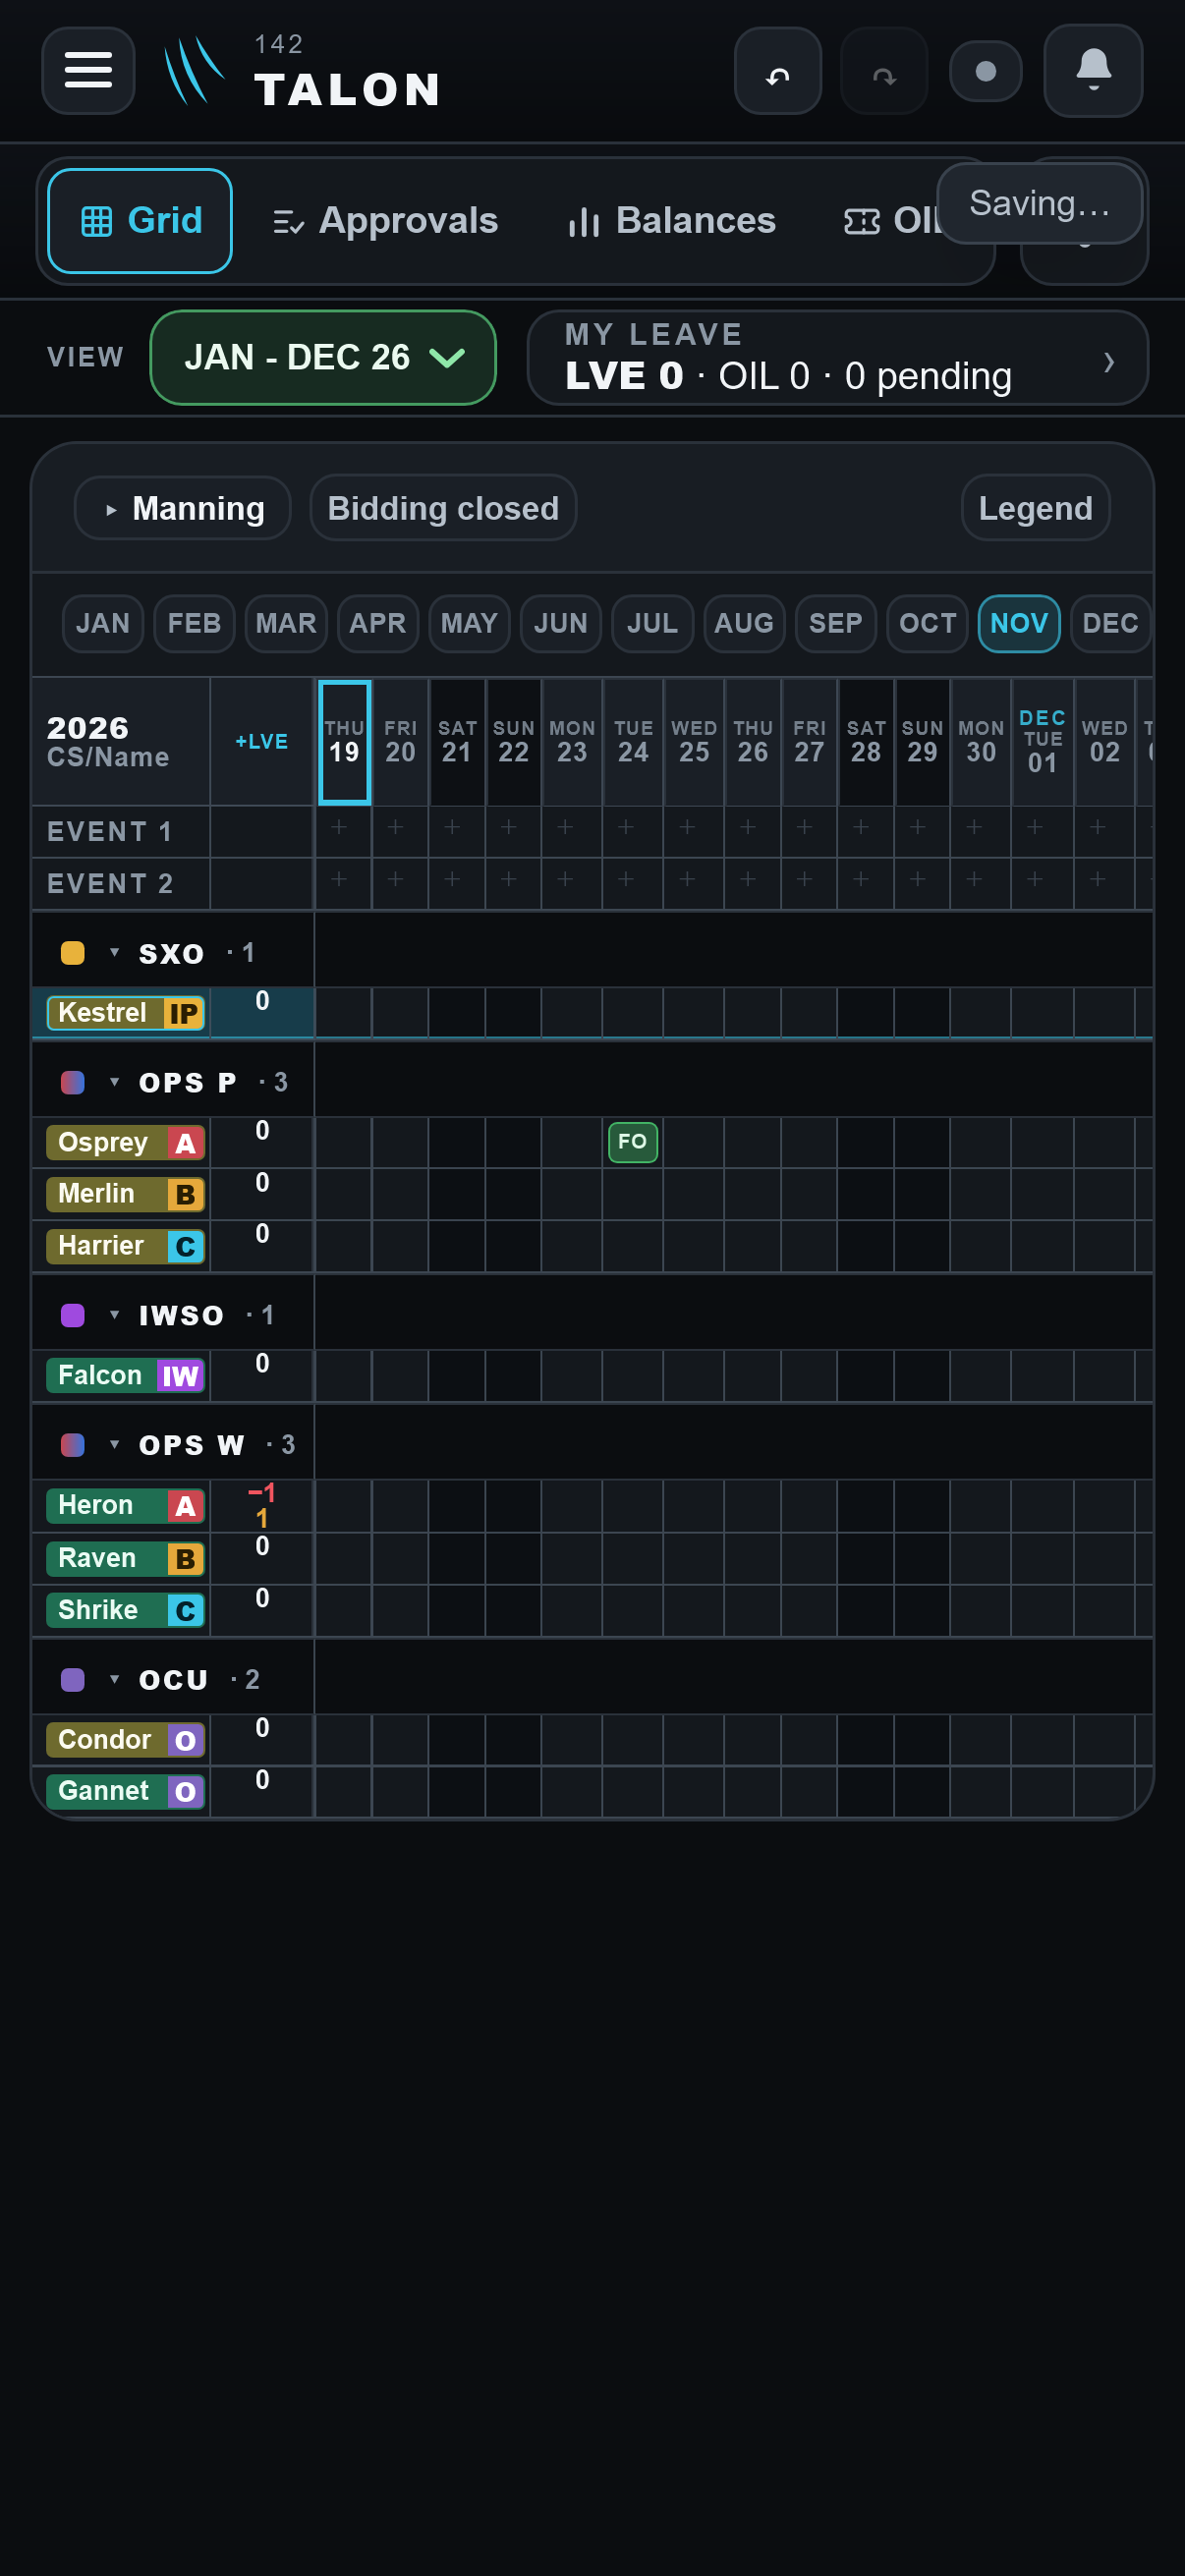 142
TALON
Grid
Approvals
Balances
Saving…
VIEW
JAN - DEC 26
MY LEAVE
LVE 0 · OIL 0 · 0 pending
Manning
Bidding closed
Legend
JAN
FEB
MAR
APR
MAY
JUN
JUL
AUG
SEP
OCT
NOV
DEC
2026
CS/Name
+LVE
THU 19
FRI 20
SAT 21
SUN 22
MON 23
TUE 24
WED 25
THU 26
FRI 27
SAT 28
SUN 29
MON 30
DEC TUE 01
WED 02
EVENT 1 + + + + + + + + + + + + + +
EVENT 2 + + + + + + + + + + + + + +
SXO · 1
Kestrel IP 0
OPS P · 3
Osprey A 0 FO
Merlin B 0
Harrier C 0
IWSO · 1
Falcon IW 0
OPS W · 3
Heron A −1 1
Raven B 0
Shrike C 0
OCU · 2
Condor O 0
Gannet O 0